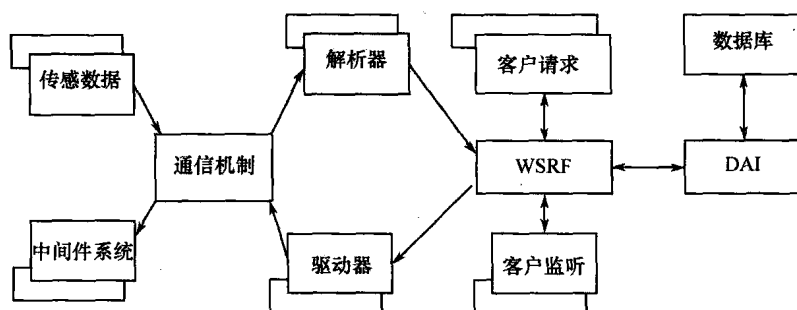 传感数据
解析器
客户请求
数据库
通信机制
WSRF
DAI
中间件系统
驱动器
客户监听